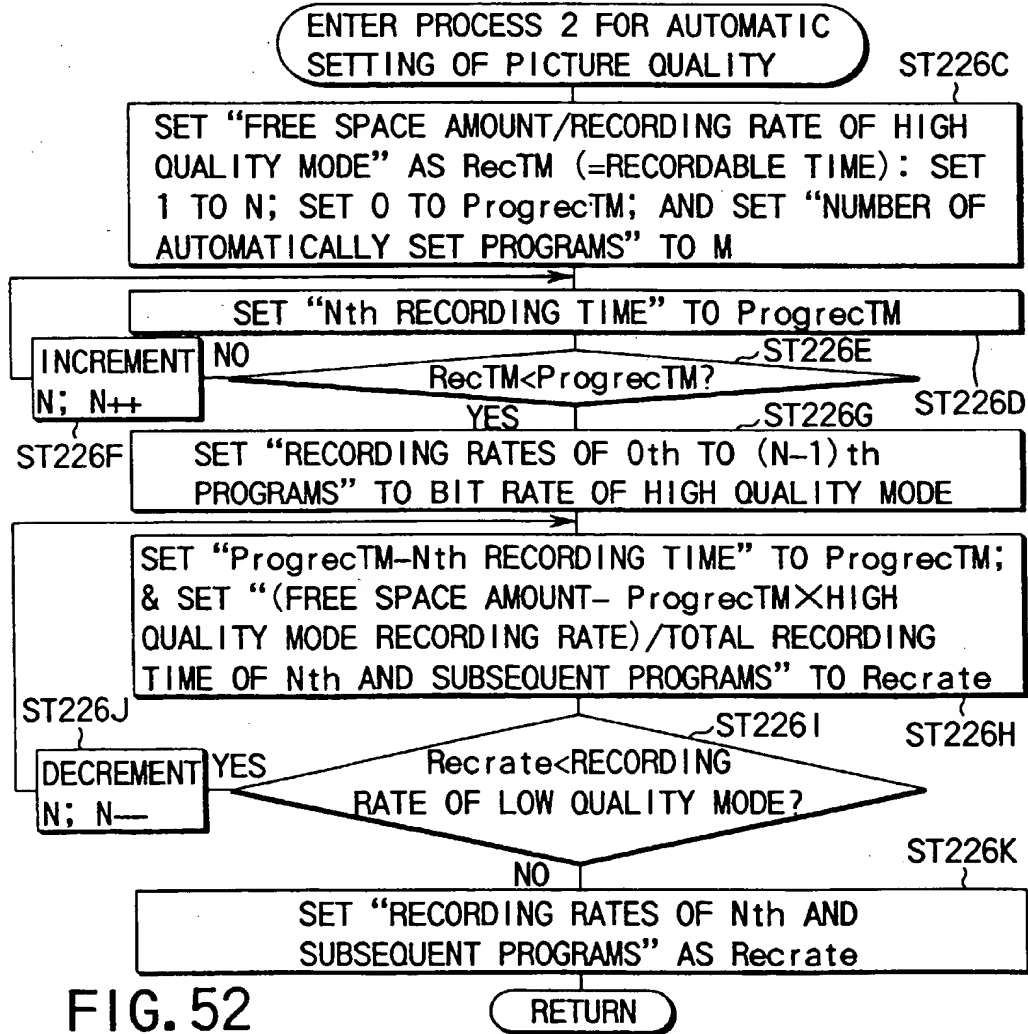 ENTER PROCESS 2 FOR AUTOMATIC
SETTING OF PICTURE QUALITY
ST226C
SET “FREE SPACE AMOUNT/RECORDING RATE OF HIGH
QUALITY MODE” AS RecTM (=RECORDABLE TIME): SET
1 TO N; SET 0 TO ProgrecTM; AND SET “NUMBER OF
AUTOMATICALLY SET PROGRAMS” TO M
SET “Nth RECORDING TIME” TO ProgrecTM
ST226D
INCREMENT
N; N++
ST226F
NO
RecTM<ProgrecTM?
ST226E
YES
ST226G
SET “RECORDING RATES OF 0th TO (N-1)th
PROGRAMS” TO BIT RATE OF HIGH QUALITY MODE
SET “ProgrecTM-Nth RECORDING TIME” TO ProgrecTM;
& SET “(FREE SPACE AMOUNT- ProgrecTM×HIGH
QUALITY MODE RECORDING RATE)/TOTAL RECORDING
TIME OF Nth AND SUBSEQUENT PROGRAMS” TO Recrate
ST226H
ST226J
DECREMENT
N; N--
YES
ST226I
Recrate<RECORDING
RATE OF LOW QUALITY MODE?
NO
ST226K
SET “RECORDING RATES OF Nth AND
SUBSEQUENT PROGRAMS” AS Recrate
RETURN
FIG. 52